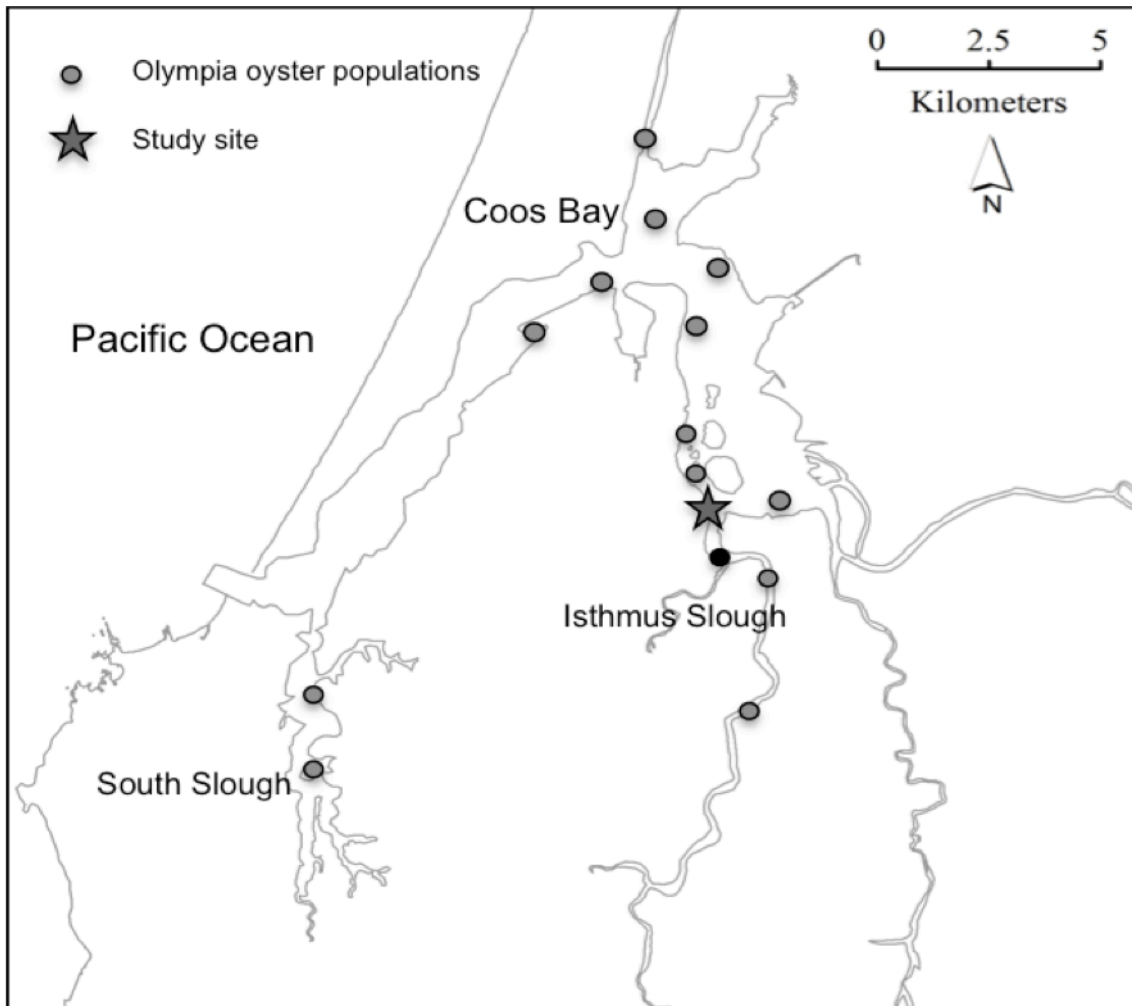 Olympia oyster populations
Study site
0 2.5 5
Kilometers
N
Coos Bay
Pacific Ocean
Isthmus Slough
South Slough